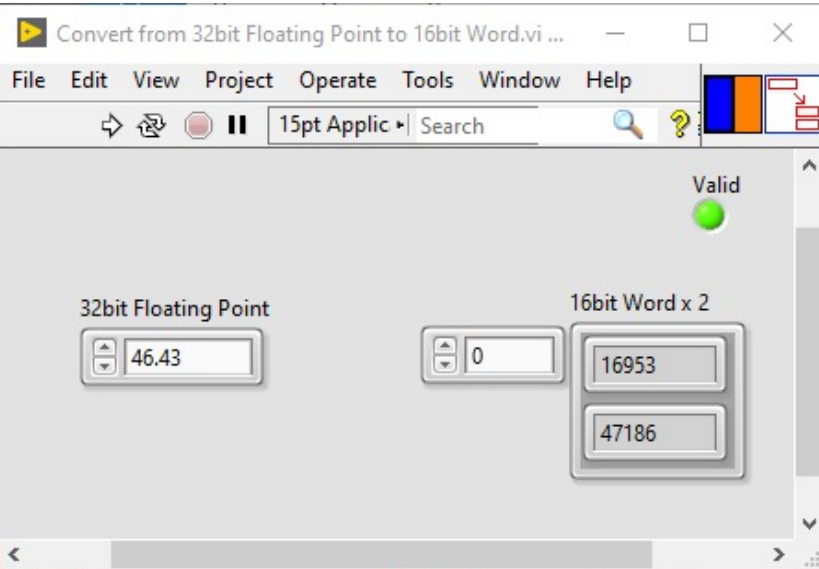 Convert from 32bit Floating Point to 16bit Word.vi ...
File Edit View Project Operate Tools Window Help
15pt Applic Search
Valid
32bit Floating Point
16bit Word x 2
46.43
0
16953
47186